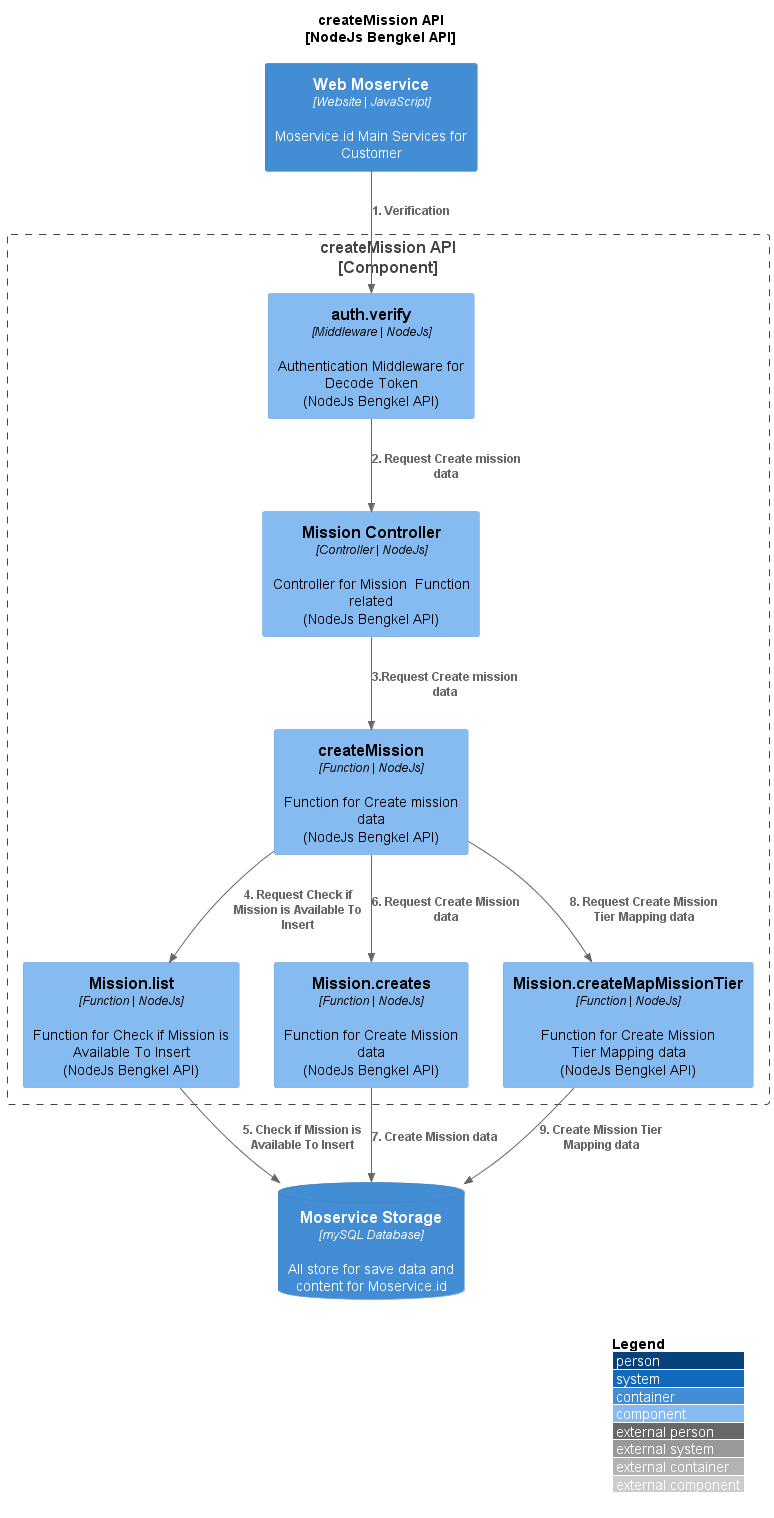 createMission API
[NodeJs Bengkel API]
Web Moservice
[Website | JavaScript]
Moservice.id Main Services for
Customer
1. Verification
createMission API
[Component]
auth.verify
[Middleware | NodeJs]
Authentication Middleware for
Decode Token
(NodeJs Bengkel API)
2. Request Create mission
data
Mission Controller
[Controller | NodeJs]
Controller for Mission  Function
related
(NodeJs Bengkel API)
3.Request Create mission
data
createMission
[Function | NodeJs]
Function for Create mission
data
(NodeJs Bengkel API)
4. Request Check if
Mission is Available To
Insert
6. Request Create Mission
data
8. Request Create Mission
Tier Mapping data
Mission.list
[Function | NodeJs]
Function for Check if Mission is
Available To Insert
(NodeJs Bengkel API)
Mission.creates
[Function | NodeJs]
Function for Create Mission
data
(NodeJs Bengkel API)
Mission.createMapMissionTier
[Function | NodeJs]
Function for Create Mission
Tier Mapping data
(NodeJs Bengkel API)
5. Check if Mission is
Available To Insert
7. Create Mission data
9. Create Mission Tier
Mapping data
Moservice Storage
[mySQL Database]
All store for save data and
content for Moservice.id
Legend
person
system
container
component
external person
external system
external container
external component